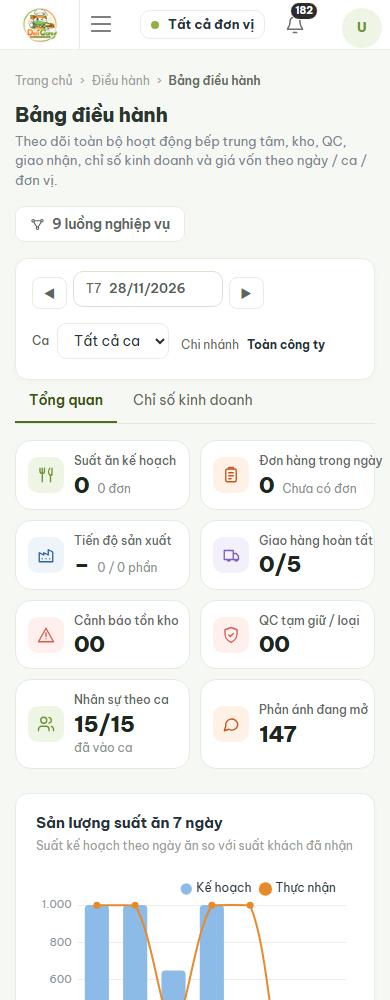 Tất cả đơn vị
182
U
Trang chủ > Điều hành > Bảng điều hành
Bảng điều hành
Theo dõi toàn bộ hoạt động bếp trung tâm, kho, QC,
giao nhận, chỉ số kinh doanh và giá vốn theo ngày / ca /
đơn vị.
9 luồng nghiệp vụ
T7 28/11/2026
Ca Tất cả ca Chi nhánh Toàn công ty
Tổng quan Chỉ số kinh doanh
Suất ăn kế hoạch
0 0 đơn
Đơn hàng trong ngày
0 Chưa có đơn
Tiến độ sản xuất
– 0 / 0 phần
Giao hàng hoàn tất
0/5
Cảnh báo tồn kho
00
QC tạm giữ / loại
00
Nhân sự theo ca
15/15
đã vào ca
Phản ánh đang mở
147
Sản lượng suất ăn 7 ngày
Suất kế hoạch theo ngày ăn so với suất khách đã nhận
Kế hoạch Thực nhận
1.000
800
600